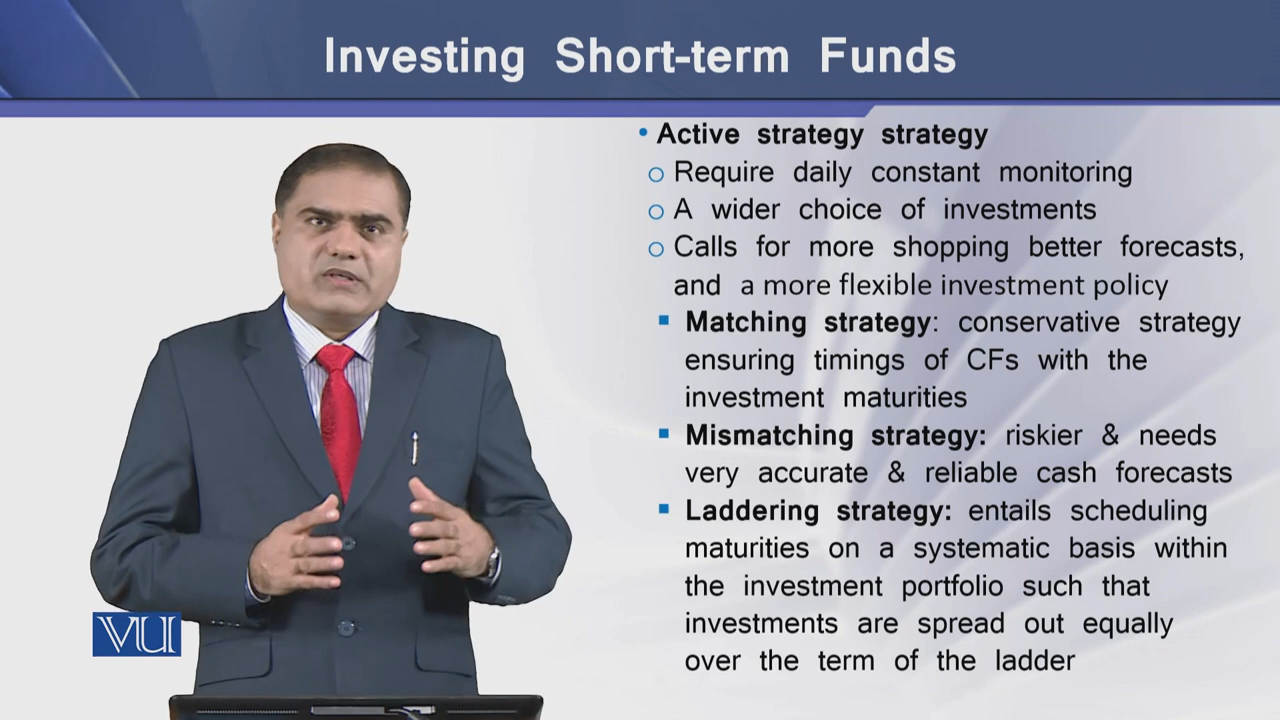 Investing Short-term Funds
• Active strategy strategy
o Require daily constant monitoring
o A wider choice of investments
o Calls for more shopping better forecasts,
and a more flexible investment policy
▪ Matching strategy: conservative strategy
ensuring timings of CFs with the
investment maturities
▪ Mismatching strategy: riskier & needs
very accurate & reliable cash forecasts
▪ Laddering strategy: entails scheduling
maturities on a systematic basis within
the investment portfolio such that
investments are spread out equally
over the term of the ladder
VU